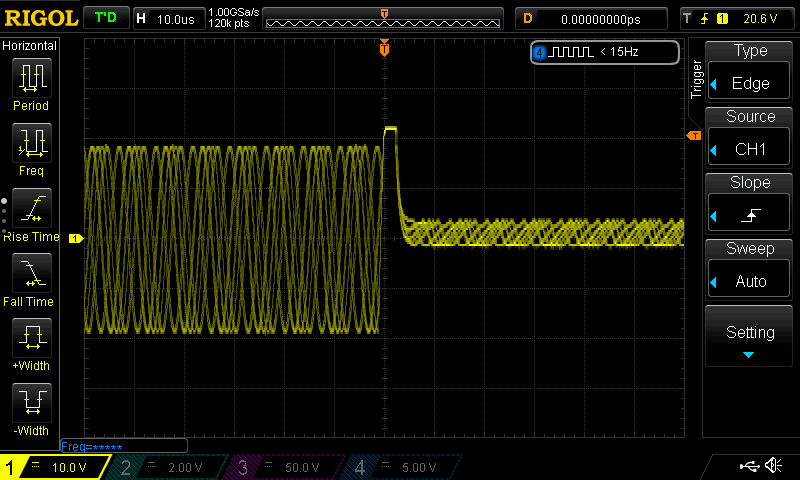 RIGOL T'D H 10.0us 1.00GSa/s 120k pts T D 0.00000000ps T 1 20.6 V
Horizontal
Period
Freq
Rise Time
Fall Time
+Width
-Width
T
4 < 15Hz
1
T
Trigger
Type
Edge
Source
CH1
Slope
Sweep
Auto
Setting
Freq=*****
1 = 10.0 V 2 = 2.00 V 3 = 50.0 V 4 = 5.00 V